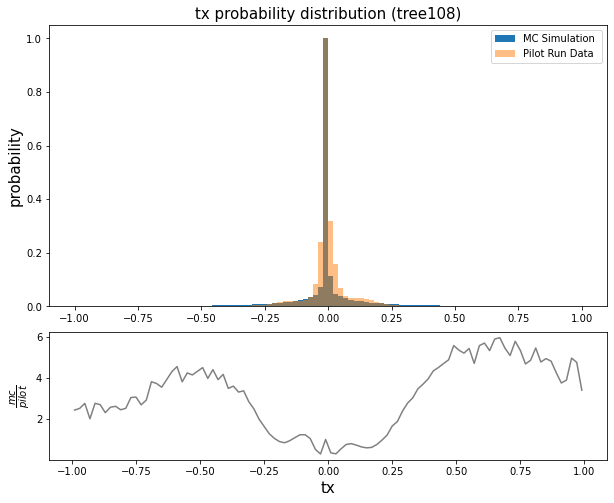 tx probability distribution (tree108)
MC Simulation
Pilot Run Data
probability
1.0
0.8
0.6
0.4
0.2
0.0
−1.00 −0.75 −0.50 −0.25 0.00 0.25 0.50 0.75 1.00
mc
pilot
6
4
2
−1.00 −0.75 −0.50 −0.25 0.00 0.25 0.50 0.75 1.00
tx